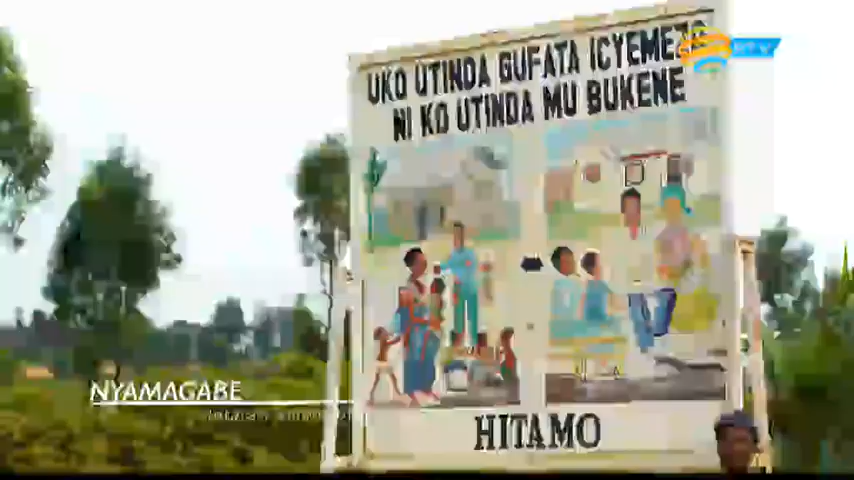 UKO UTINDA GUFATA ICYEMEZO
NI KO UTINDA MU BUKENE
HITAMO
NYAMAGABE